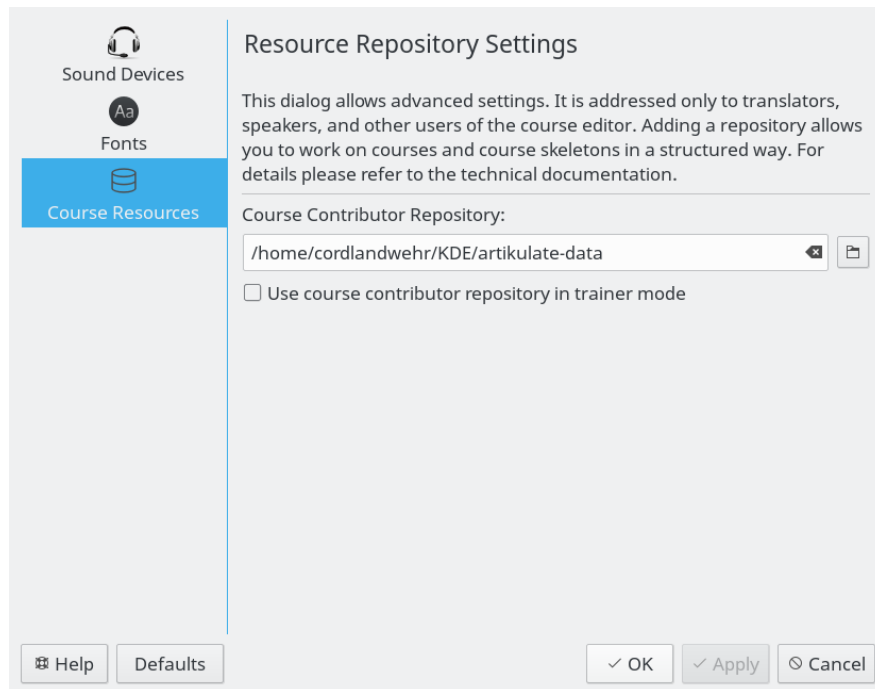 Sound Devices
Aa
Fonts
Course Resources
Resource Repository Settings
This dialog allows advanced settings. It is addressed only to translators,
speakers, and other users of the course editor. Adding a repository allows
you to work on courses and course skeletons in a structured way. For
details please refer to the technical documentation.
Course Contributor Repository:
/home/cordlandwehr/KDE/artikulate-data
Use course contributor repository in trainer mode
Help Defaults OK Apply Cancel